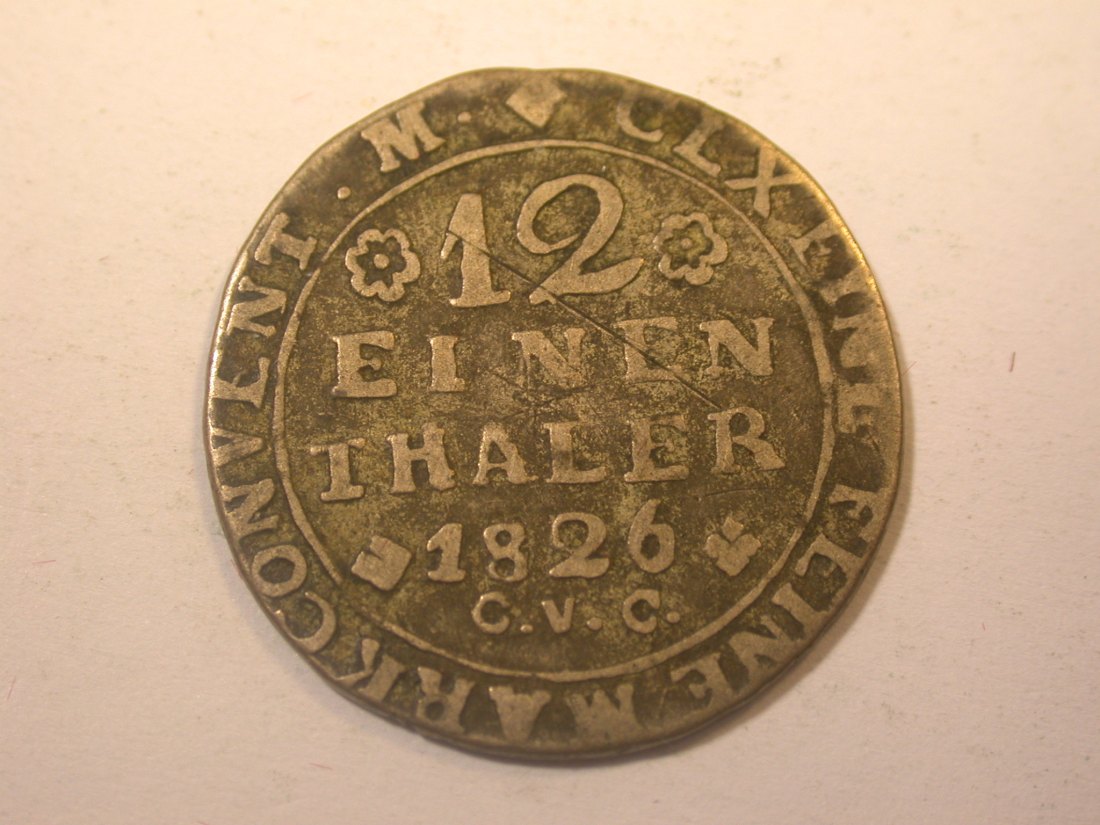 CLX EINE FEINE MARK CONVENT . M.
12
EINEN
THALER
1826
C.V.C.